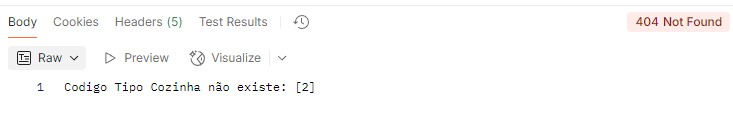 Body Cookies Headers (5) Test Results 404 Not Found
Raw Preview Visualize
1 Codigo Tipo Cozinha não existe: [2]